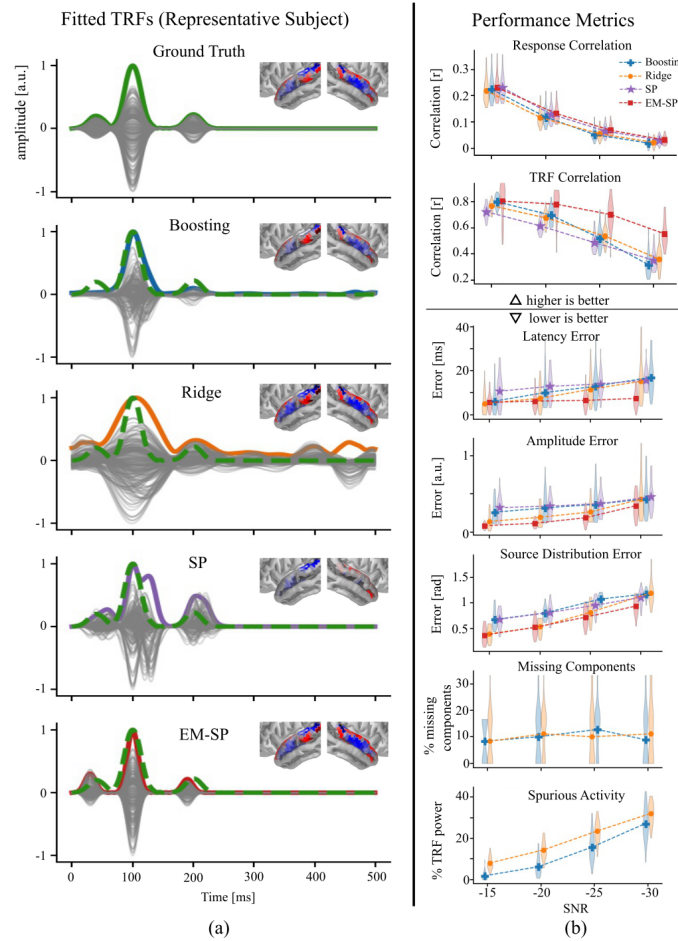 Fitted TRFs (Representative Subject)
Ground Truth
amplitude [a.u.]
1
0
-1
Boosting
1
0
-1
Ridge
1
0
-1
SP
1
0
-1
EM-SP
1
0
-1
0 100 200 300 400 500
Time [ms]
(a)
Performance Metrics
Response Correlation
Correlation [r]
0.3
0.2
0.1
0
Boosting
Ridge
SP
EM-SP
TRF Correlation
Correlation [r]
0.8
0.6
0.4
0.2
△ higher is better
▽ lower is better
Latency Error
Error [ms]
40
20
10
0
Amplitude Error
Error [a.u.]
1
0
Source Distribution Error
Error [rad]
1.5
1.0
0.5
Missing Components
% missing
components
30
20
10
0
Spurious Activity
% TRF power
40
20
0
-15 -20 -25 -30
SNR
(b)